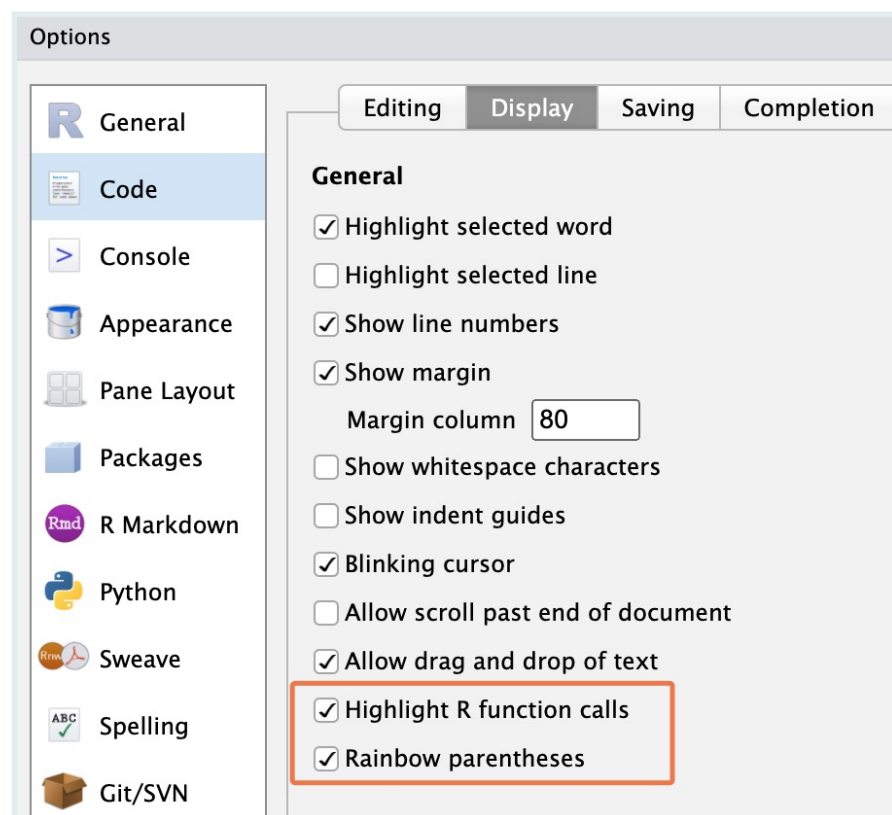 Options
General
Code
Console
Appearance
Pane Layout
Packages
Rmd
R Markdown
Python
Rnw
Sweave
ABC
Spelling
Git/SVN
Editing
Display
Saving
Completion
General
Highlight selected word
Highlight selected line
Show line numbers
Show margin
Margin column 80
Show whitespace characters
Show indent guides
Blinking cursor
Allow scroll past end of document
Allow drag and drop of text
Highlight R function calls
Rainbow parentheses